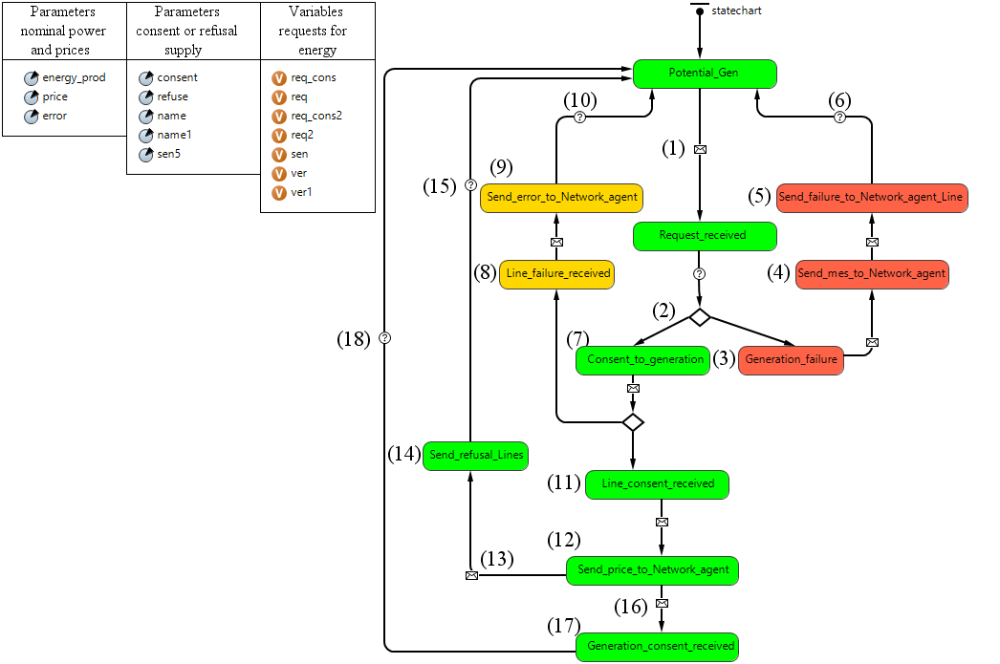 Parameters
nominal power
and prices
Parameters
consent or refusal
supply
Variables
requests for
energy
energy_prod
price
error
consent
refuse
name
name1
sen5
V req_cons
V req
V req_cons2
V req2
V sen
V ver
V ver1
statechart
Potential_Gen
(10)
?
(6)
?
(1)
(15)
?
(9)
Send_error_to_Network_agent
(5)
Send_failure_to_Network_agent_Line
Request_received
(8)
Line_failure_received
?
(4)
Send_mes_to_Network_agent
(2)
(18)
?
(7)
Consent_to_generation
(3)
Generation_failure
(14)
Send_refusal_Lines
(11)
Line_consent_received
(12)
(13)
Send_price_to_Network_agent
(16)
(17)
Generation_consent_received